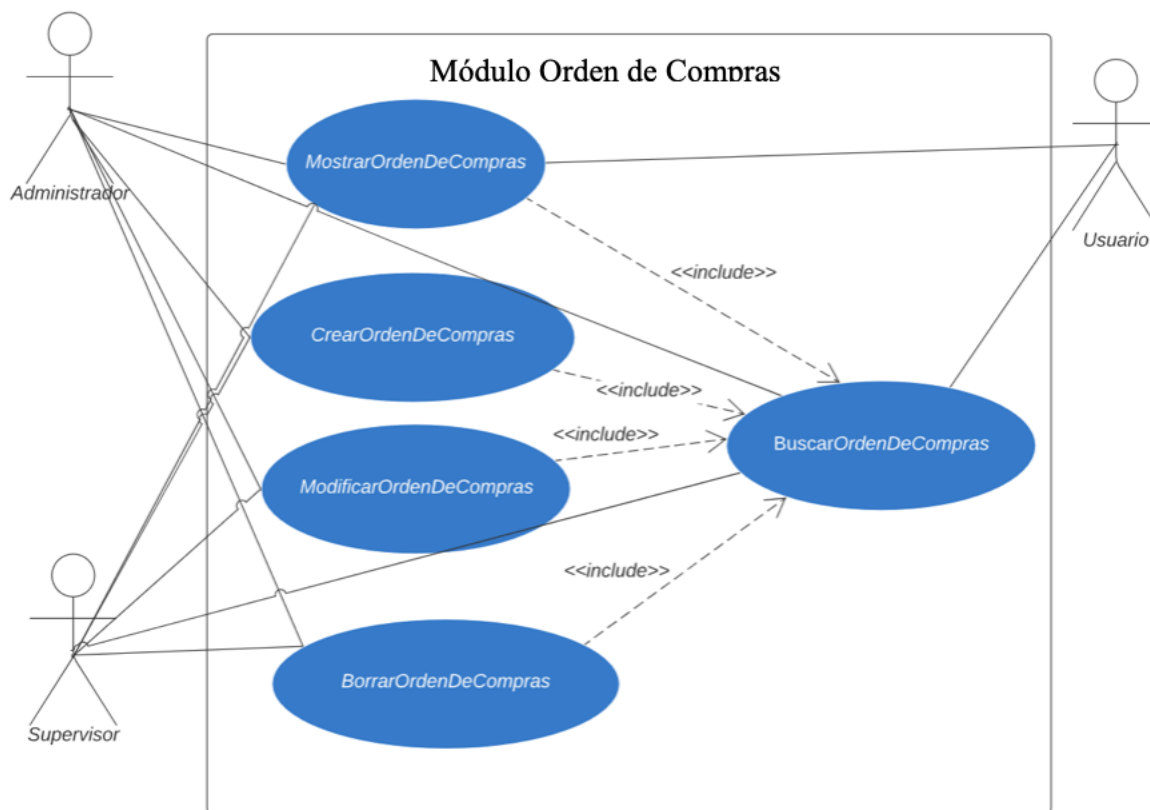 Módulo Orden de Compras
Administrador
MostrarOrdenDeCompras
Usuario
<<include>>
CrearOrdenDeCompras
<<include>>
<<include>>
BuscarOrdenDeCompras
ModificarOrdenDeCompras
<<include>>
BorrarOrdenDeCompras
Supervisor